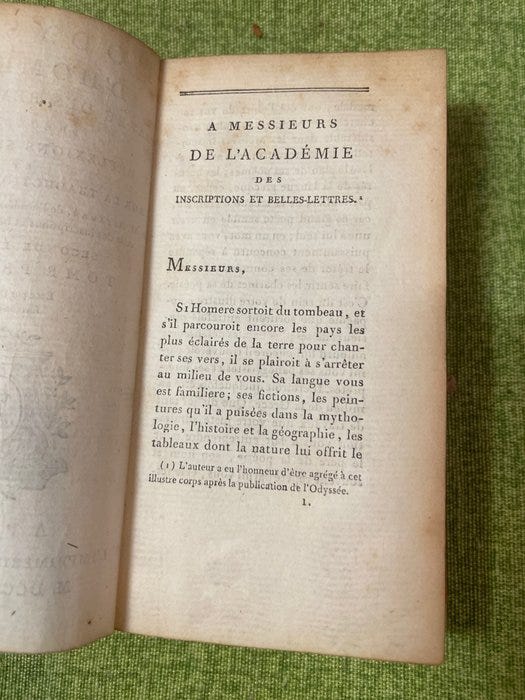 A MESSIEURS
DE L'ACADÉMIE
DES
INSCRIPTIONS ET BELLES-LETTRES.¹
MESSIEURS,
SI Homere sortoit du tombeau, et
s'il parcouroit encore les pays les
plus éclairés de la terre pour chan-
ter ses vers, il se plairoit à s'arrêter
au milieu de vous. Sa langue vous
est familiere; ses fictions, les pein-
tures qu'il a puisées dans la mytho-
logie, l'histoire et la géographie, les
tableaux dont la nature lui offrit le
(1) L'auteur a eu l'honneur d'être agrégé à cet
illustre corps après la publication de l'Odyssée.
1.